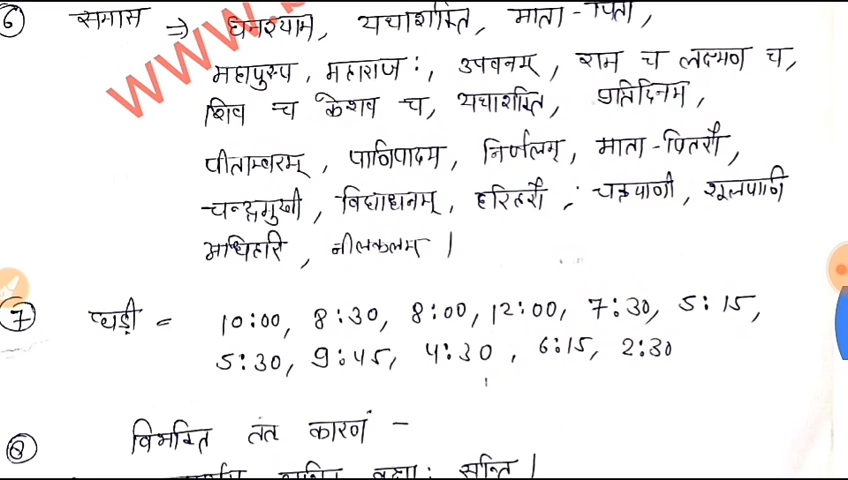 ⑥ समास ⇒ घनश्याम, यथाशक्ति, माता-पिता,
www.
महापुरुष, महाराजः, उपवनम्, राम च लक्ष्मण च,
शिव च केशव च, यथाशक्ति, प्रतिदिनम्,
पीताम्बरम्, पाणिपादम, निर्जलम्, माता-पितरौ,
चन्द्रमुखी, विद्याधनम्, हरिहरौ, चक्रपाणी, शूलपाणि
अधिहरि, नीलकलम् ।
⑦ घड़ी = 10:00, 8:30, 8:00, 12:00, 7:30, 5:15,
5:30, 9:45, 4:30, 6:15, 2:30
⑧ विभक्ति तत कारणं -
सन्ति ।